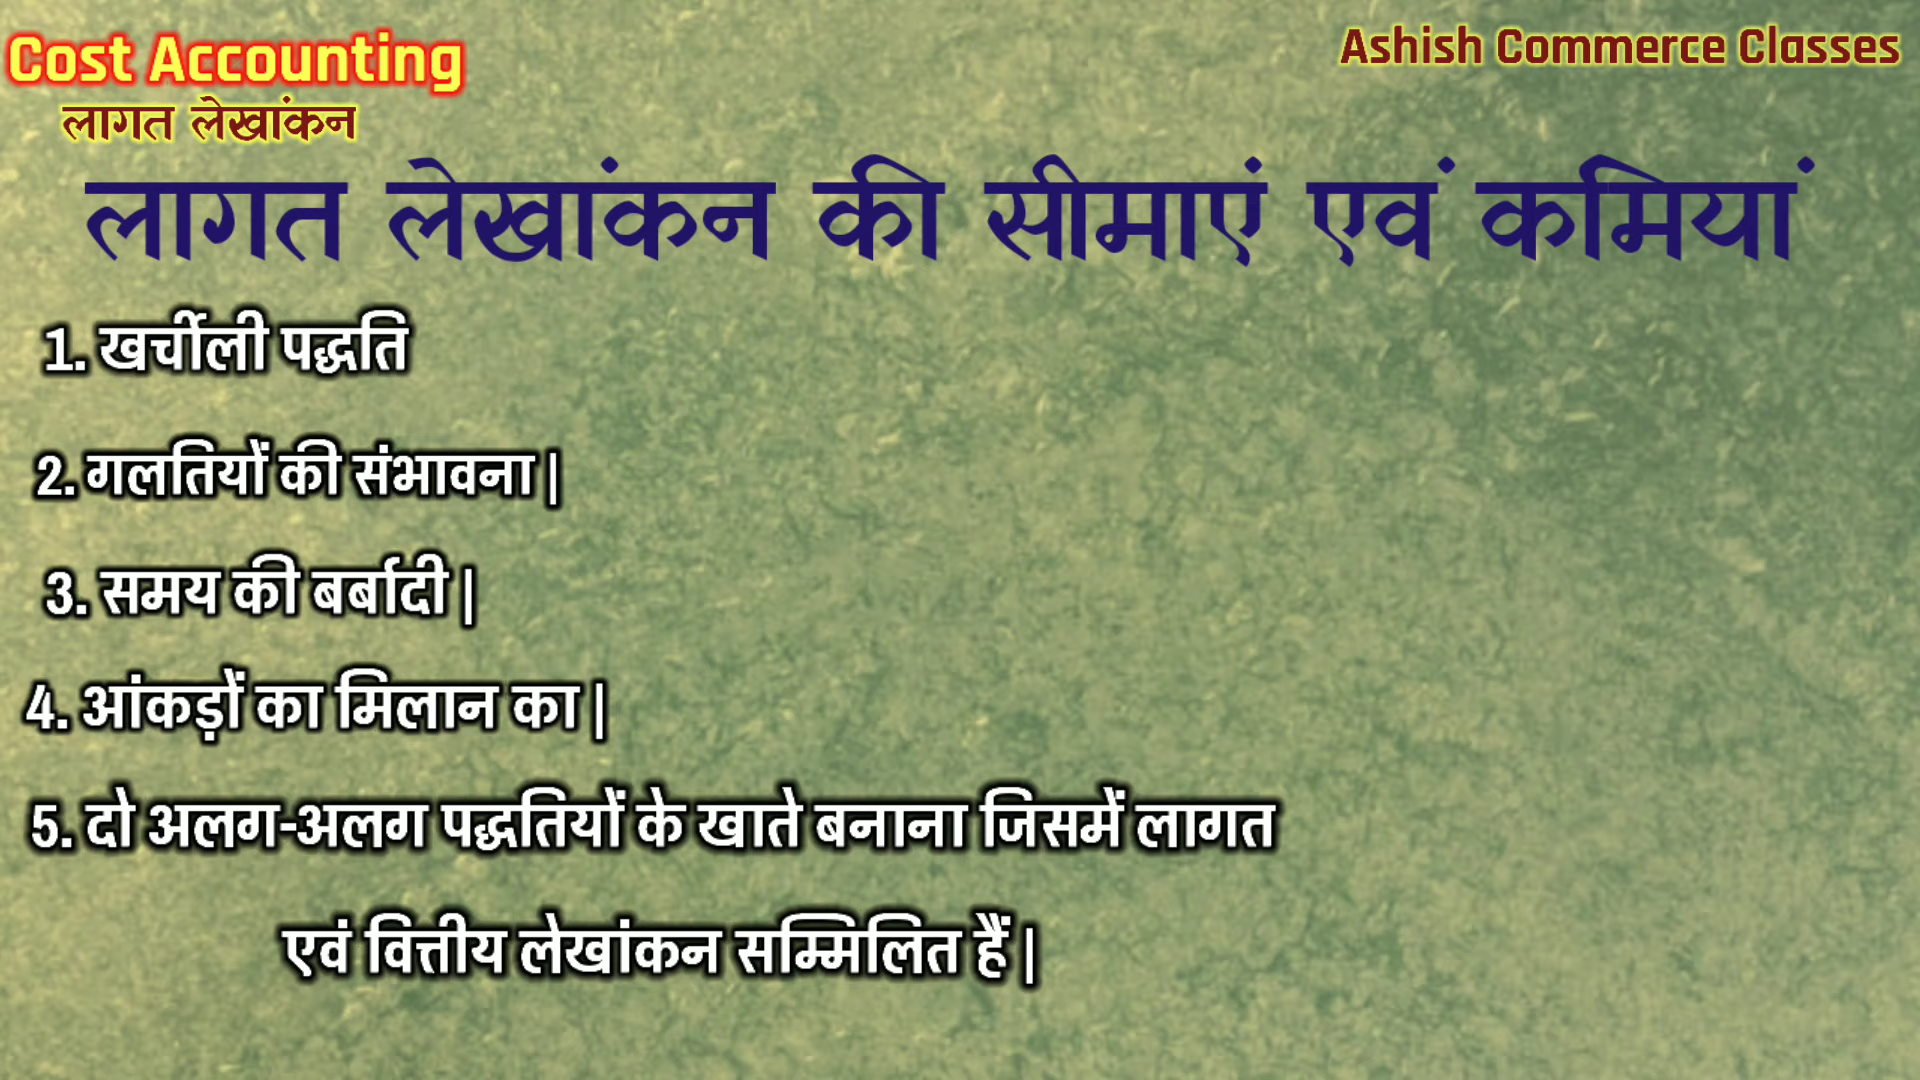 Cost Accounting
Ashish Commerce Classes
लागत लेखांकन
लागत लेखांकन की सीमाएं एवं कमियां
1. खर्चीली पद्धति
2. गलतियों की संभावना |
3. समय की बर्बादी |
4. आंकड़ों का मिलान का |
5. दो अलग-अलग पद्धतियों के खाते बनाना जिसमें लागत
एवं वित्तीय लेखांकन सम्मिलित हैं |